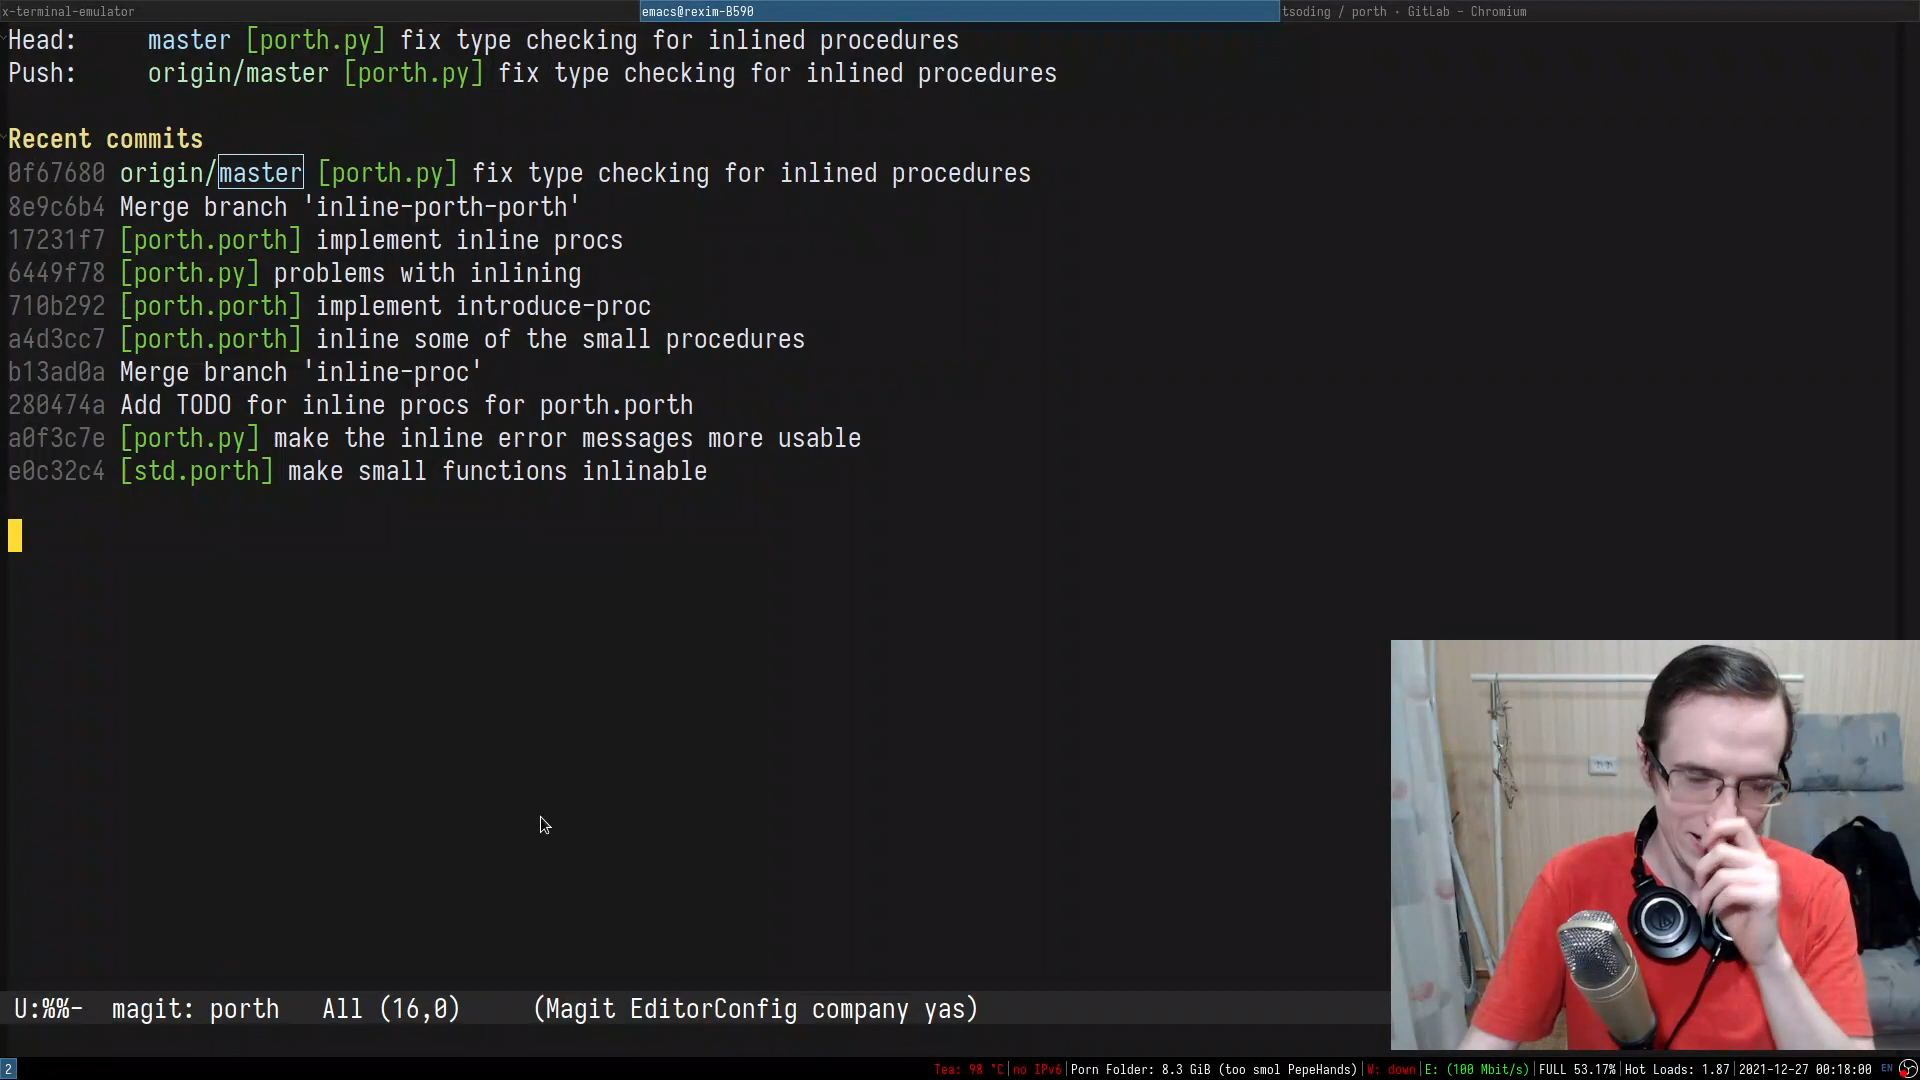 x-terminal-emulator
emacs@rexim-B590
tsoding / porth · GitLab - Chromium
Head:     master [porth.py] fix type checking for inlined procedures
Push:     origin/master [porth.py] fix type checking for inlined procedures
Recent commits
0f67680 origin/master [porth.py] fix type checking for inlined procedures
8e9c6b4 Merge branch 'inline-porth-porth'
17231f7 [porth.porth] implement inline procs
6449f78 [porth.py] problems with inlining
710b292 [porth.porth] implement introduce-proc
a4d3cc7 [porth.porth] inline some of the small procedures
b13ad0a Merge branch 'inline-proc'
280474a Add TODO for inline procs for porth.porth
a0f3c7e [porth.py] make the inline error messages more usable
e0c32c4 [std.porth] make small functions inlinable
U:%%-  magit: porth   All (16,0)     (Magit EditorConfig company yas)
2
Tea: 98 °C|no IPv6|Porn Folder: 8.3 GiB (too smol PepeHands)|W: down|E: (100 Mbit/s)|FULL 53.17%|Hot Loads: 1.87|2021-12-27 00:18:00 EN